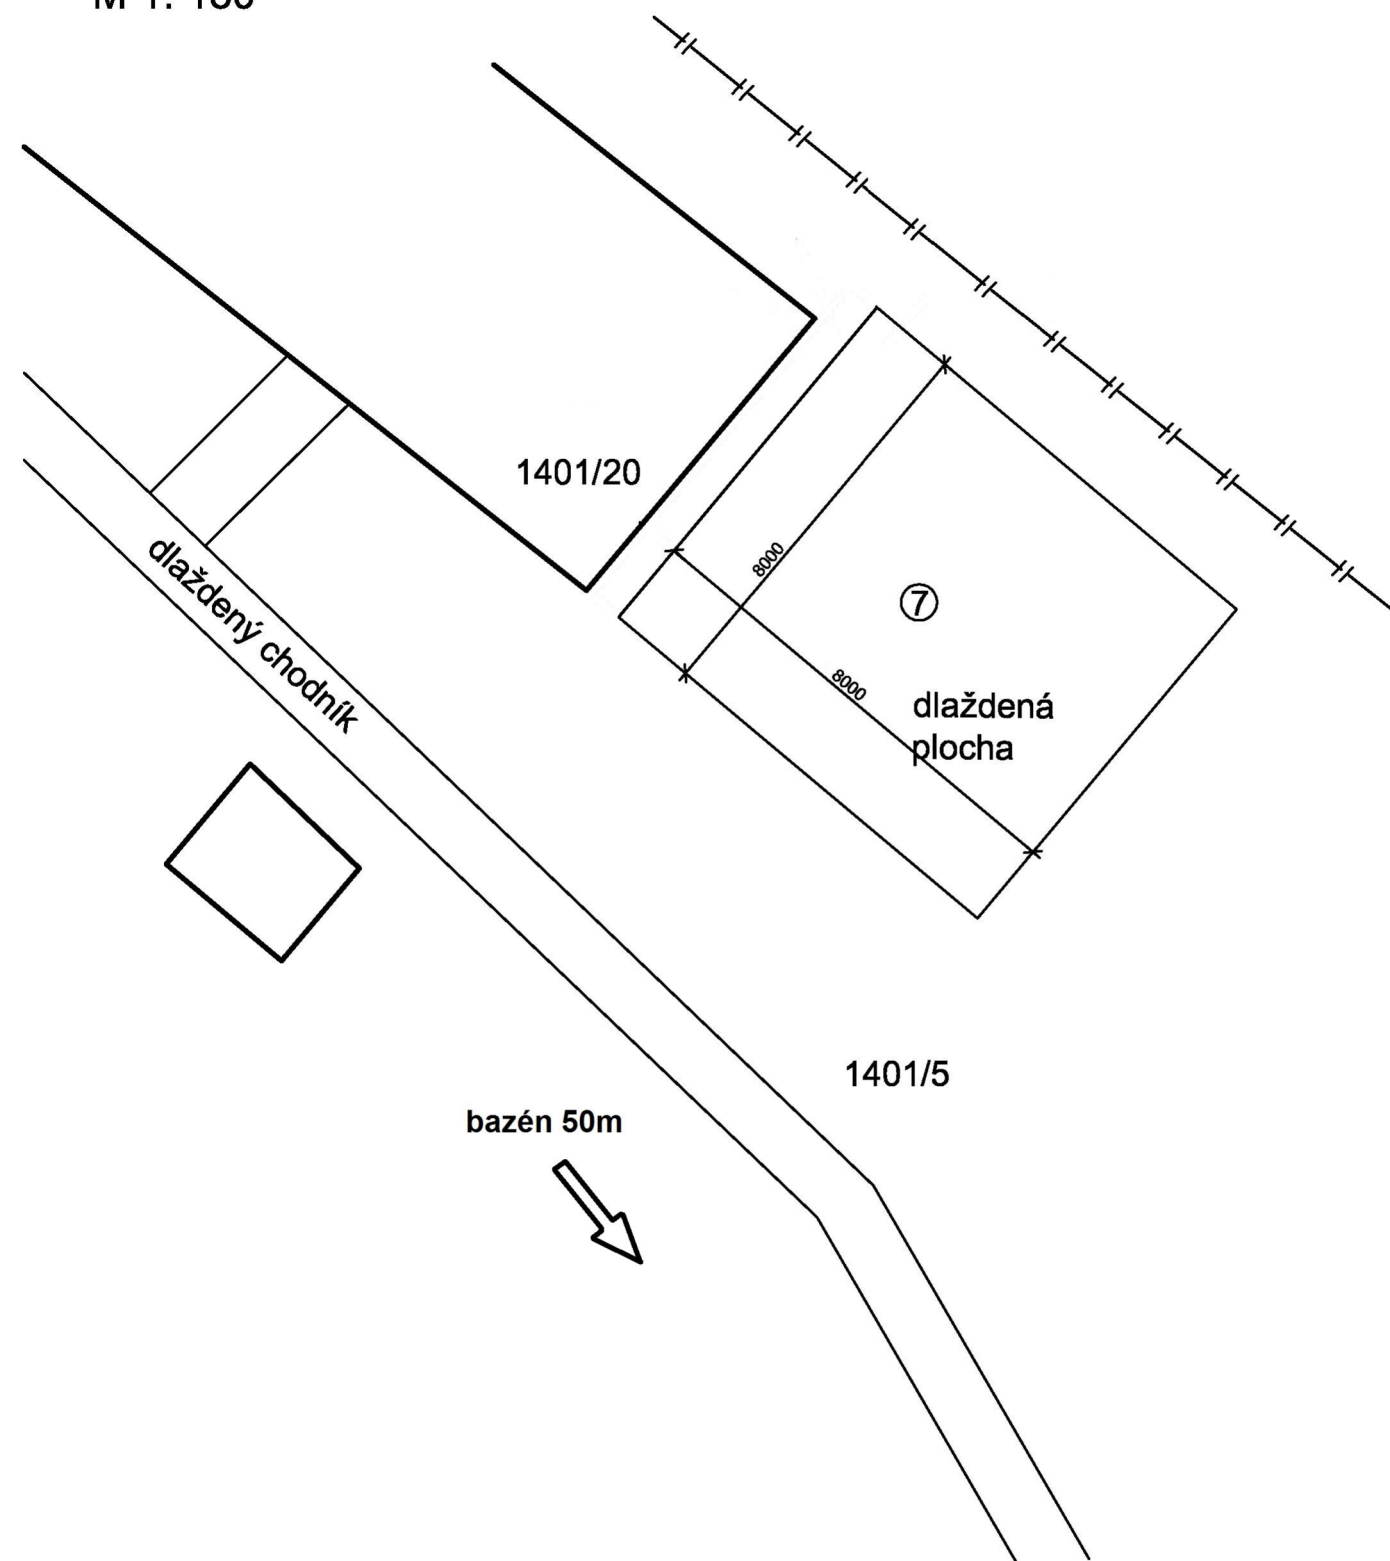 1401/20
8000
7
8000
dlaždená
plocha
dlaždený chodník
1401/5
bazén 50m